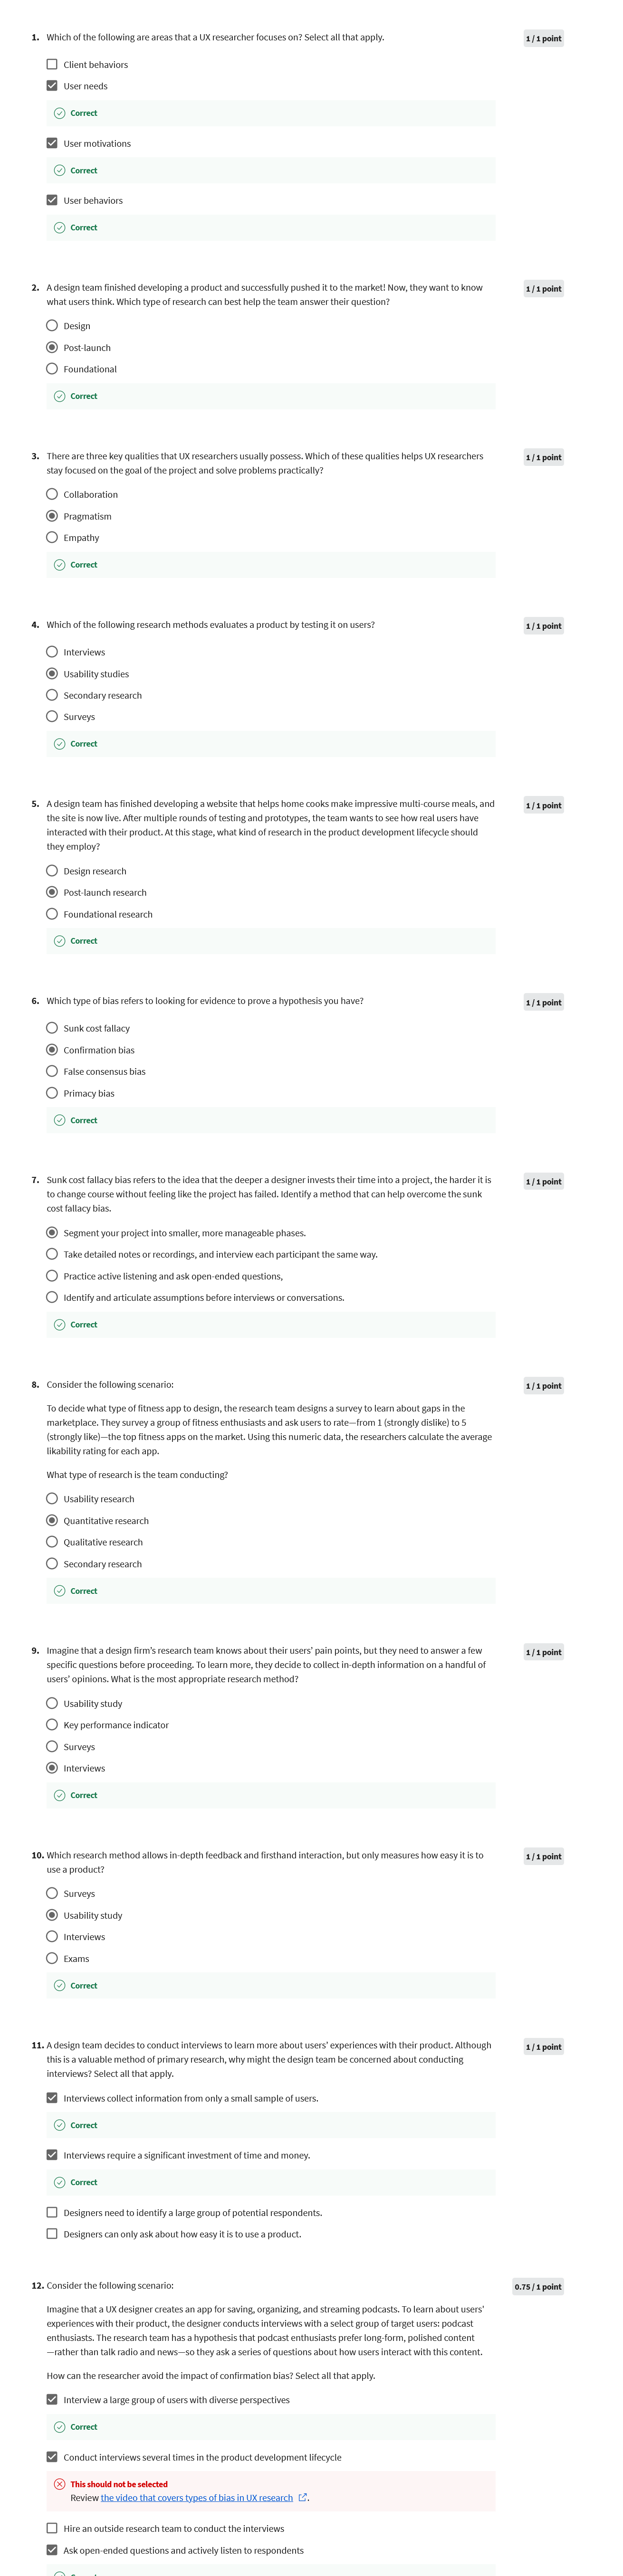 1. Which of the following are areas that a UX researcher focuses on? Select all that apply.
1 / 1 point
Client behaviors
User needs
Correct
User motivations
Correct
User behaviors
Correct
2. A design team finished developing a product and successfully pushed it to the market! Now, they want to know
1 / 1 point
what users think. Which type of research can best help the team answer their question?
Design
Post-launch
Foundational
Correct
3. There are three key qualities that UX researchers usually possess. Which of these qualities helps UX researchers
1 / 1 point
stay focused on the goal of the project and solve problems practically?
Collaboration
Pragmatism
Empathy
Correct
4. Which of the following research methods evaluates a product by testing it on users?
1 / 1 point
Interviews
Usability studies
Secondary research
Surveys
Correct
5. A design team has finished developing a website that helps home cooks make impressive multi-course meals, and
1 / 1 point
the site is now live. After multiple rounds of testing and prototypes, the team wants to see how real users have
interacted with their product. At this stage, what kind of research in the product development lifecycle should
they employ?
Design research
Post-launch research
Foundational research
Correct
6. Which type of bias refers to looking for evidence to prove a hypothesis you have?
1 / 1 point
Sunk cost fallacy
Confirmation bias
False consensus bias
Primacy bias
Correct
7. Sunk cost fallacy bias refers to the idea that the deeper a designer invests their time into a project, the harder it is
1 / 1 point
to change course without feeling like the project has failed. Identify a method that can help overcome the sunk
cost fallacy bias.
Segment your project into smaller, more manageable phases.
Take detailed notes or recordings, and interview each participant the same way.
Practice active listening and ask open-ended questions,
Identify and articulate assumptions before interviews or conversations.
Correct
8. Consider the following scenario:
1 / 1 point
To decide what type of fitness app to design, the research team designs a survey to learn about gaps in the
marketplace. They survey a group of fitness enthusiasts and ask users to rate—from 1 (strongly dislike) to 5
(strongly like)—the top fitness apps on the market. Using this numeric data, the researchers calculate the average
likability rating for each app.
What type of research is the team conducting?
Usability research
Quantitative research
Qualitative research
Secondary research
Correct
9. Imagine that a design firm's research team knows about their users' pain points, but they need to answer a few
1 / 1 point
specific questions before proceeding. To learn more, they decide to collect in-depth information on a handful of
users' opinions. What is the most appropriate research method?
Usability study
Key performance indicator
Surveys
Interviews
Correct
10. Which research method allows in-depth feedback and firsthand interaction, but only measures how easy it is to
1 / 1 point
use a product?
Surveys
Usability study
Interviews
Exams
Correct
11. A design team decides to conduct interviews to learn more about users' experiences with their product. Although
1 / 1 point
this is a valuable method of primary research, why might the design team be concerned about conducting
interviews? Select all that apply.
Interviews collect information from only a small sample of users.
Correct
Interviews require a significant investment of time and money.
Correct
Designers need to identify a large group of potential respondents.
Designers can only ask about how easy it is to use a product.
12. Consider the following scenario:
0.75 / 1 point
Imagine that a UX designer creates an app for saving, organizing, and streaming podcasts. To learn about users'
experiences with their product, the designer conducts interviews with a select group of target users: podcast
enthusiasts. The research team has a hypothesis that podcast enthusiasts prefer long-form, polished content
—rather than talk radio and news—so they ask a series of questions about how users interact with this content.
How can the researcher avoid the impact of confirmation bias? Select all that apply.
Interview a large group of users with diverse perspectives
Correct
Conduct interviews several times in the product development lifecycle
This should not be selected
Review the video that covers types of bias in UX research.
Hire an outside research team to conduct the interviews
Ask open-ended questions and actively listen to respondents